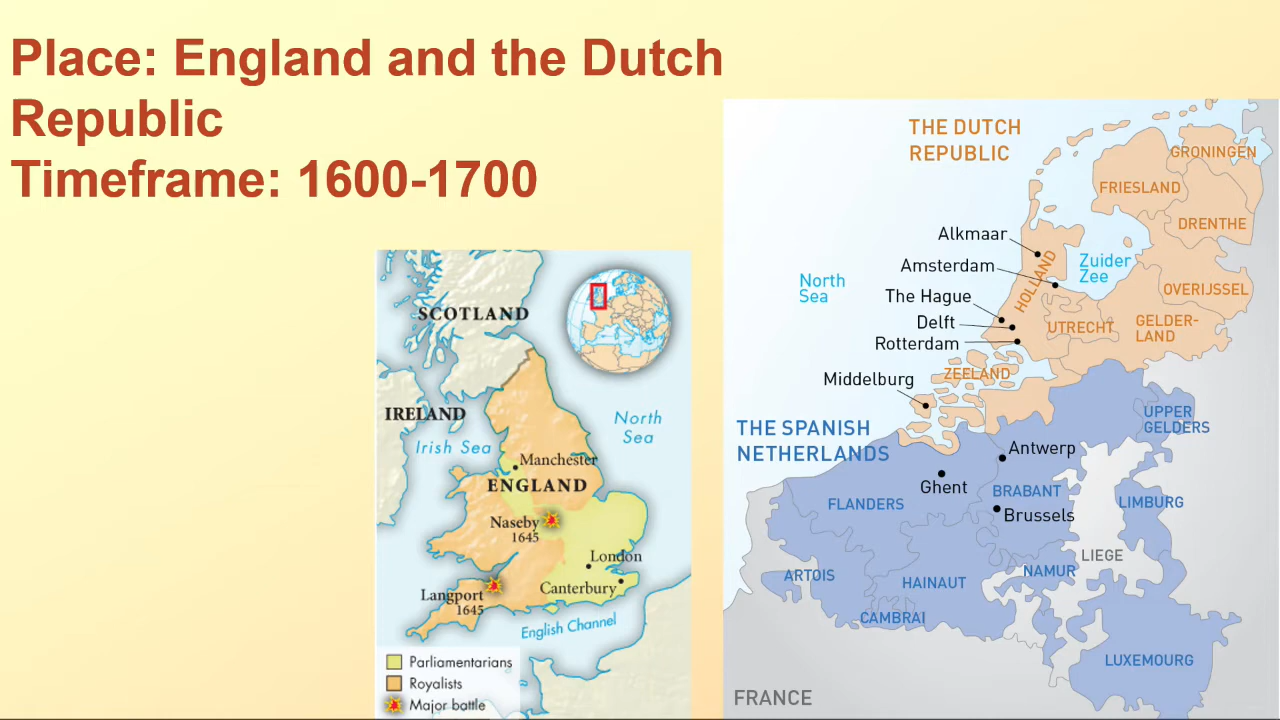 Place: England and the Dutch
Republic
Timeframe: 1600-1700
SCOTLAND
IRELAND
Irish Sea
North
Sea
Manchester
ENGLAND
Naseby
1645
London
Canterbury
Langport
1645
English Channel
Parliamentarians
Royalists
Major battle
THE DUTCH
REPUBLIC
GRONINGEN
FRIESLAND
DRENTHE
Alkmaar
Amsterdam
HOLLAND
Zuider
Zee
North
Sea
The Hague
OVERIJSSEL
Delft
UTRECHT
GELDER-
LAND
Rotterdam
ZEELAND
Middelburg
THE SPANISH
NETHERLANDS
UPPER
GELDERS
Antwerp
Ghent
BRABANT
FLANDERS
Brussels
LIMBURG
LIEGE
ARTOIS
HAINAUT
NAMUR
CAMBRAI
LUXEMOURG
FRANCE